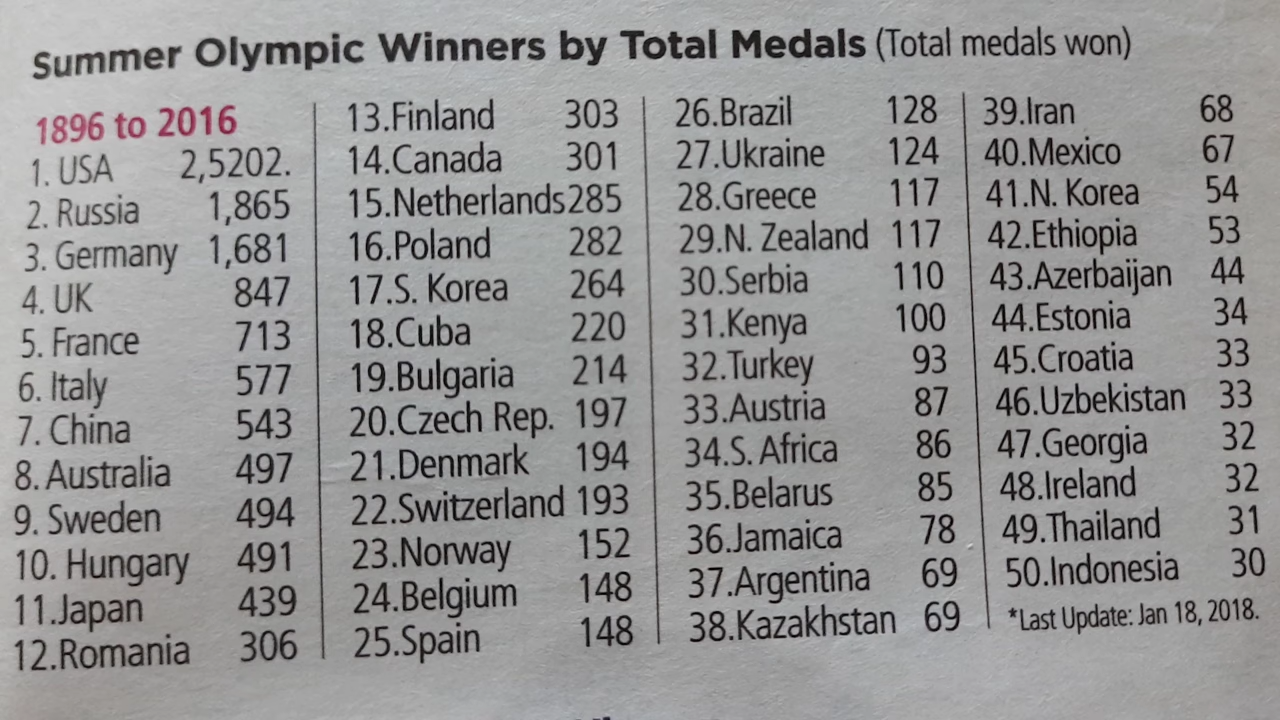 Summer Olympic Winners by Total Medals (Total medals won)
1896 to 2016
1. USA 2,5202.
2. Russia 1,865
3. Germany 1,681
4. UK 847
5. France 713
6. Italy 577
7. China 543
8. Australia 497
9. Sweden 494
10. Hungary 491
11.Japan 439
12.Romania 306
13.Finland 303
14.Canada 301
15.Netherlands285
16.Poland 282
17.S. Korea 264
18.Cuba 220
19.Bulgaria 214
20.Czech Rep. 197
21.Denmark 194
22.Switzerland 193
23.Norway 152
24.Belgium 148
25.Spain 148
26.Brazil 128
27.Ukraine 124
28.Greece 117
29.N. Zealand 117
30.Serbia 110
31.Kenya 100
32.Turkey 93
33.Austria 87
34.S. Africa 86
35.Belarus 85
36.Jamaica 78
37.Argentina 69
38.Kazakhstan 69
39.Iran 68
40.Mexico 67
41.N. Korea 54
42.Ethiopia 53
43.Azerbaijan 44
44.Estonia 34
45.Croatia 33
46.Uzbekistan 33
47.Georgia 32
48.Ireland 32
49.Thailand 31
50.Indonesia 30
*Last Update: Jan 18, 2018.